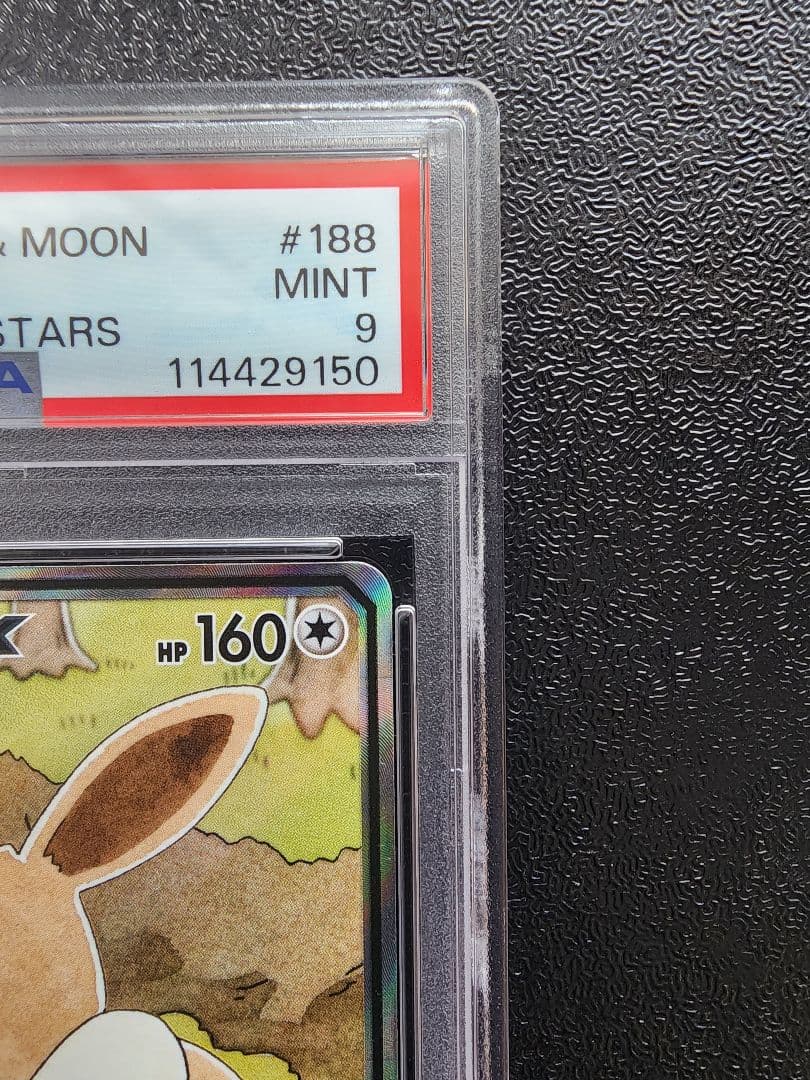 & MOON #188
MINT
STARS 9
A 114429150
HP 160